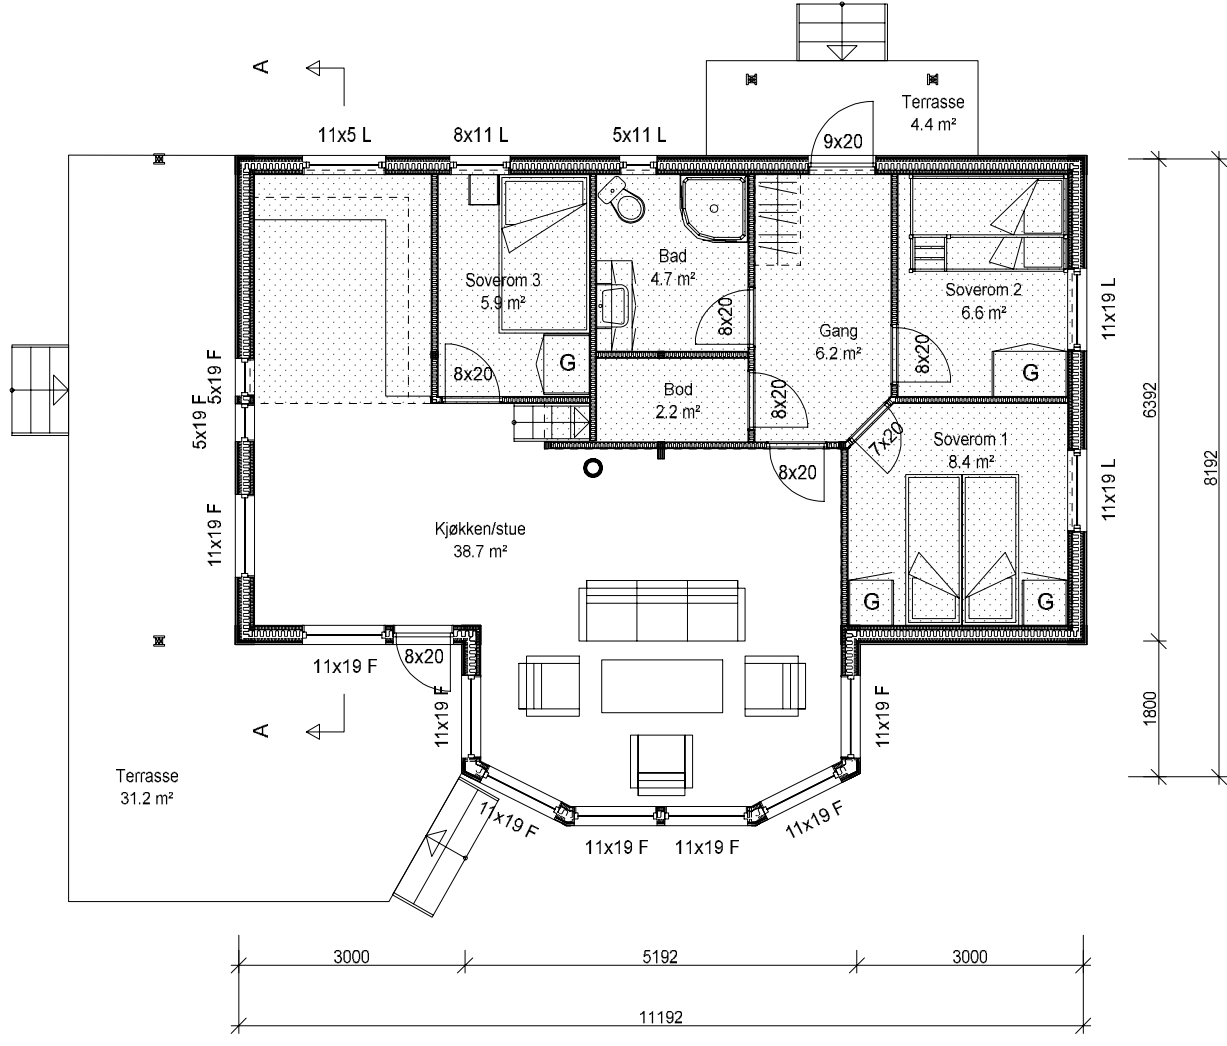 A
11x5 L
8x11 L
5x11 L
9x20
Terrasse
4.4 m²
Soverom 3
5.9 m²
8x20
G
Bad
4.7 m²
8x20
Gang
6.2 m²
Soverom 2
6.6 m²
8x20
G
11x19 L
5x19 F
5x19 F
Bod
2.2 m²
8x20
7x20
Soverom 1
8.4 m²
11x19 L
8x20
11x19 F
Kjøkken/stue
38.7 m²
G
G
11x19 F
8x20
11x19 F
11x19 F
A
Terrasse
31.2 m²
11x19 F
11x19 F
11x19 F
11x19 F
6392
8192
1800
3000
5192
3000
11192